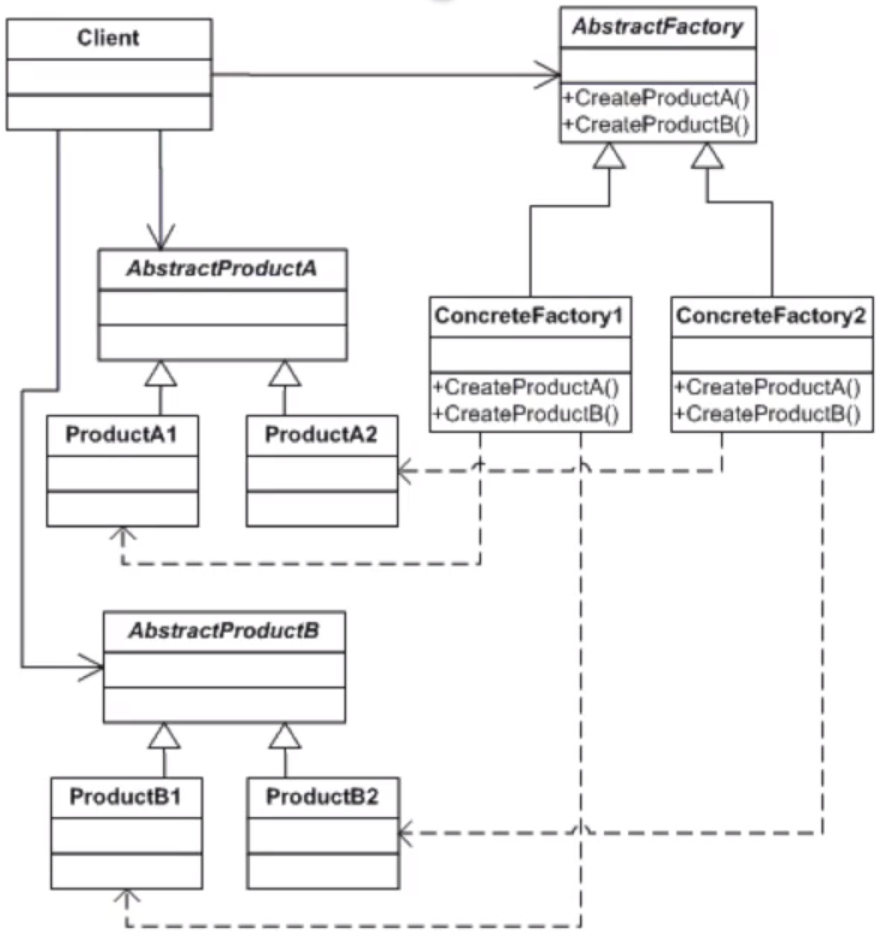 Client
AbstractFactory
+CreateProductA()
+CreateProductB()
AbstractProductA
ConcreteFactory1
+CreateProductA()
+CreateProductB()
ConcreteFactory2
+CreateProductA()
+CreateProductB()
ProductA1
ProductA2
AbstractProductB
ProductB1
ProductB2